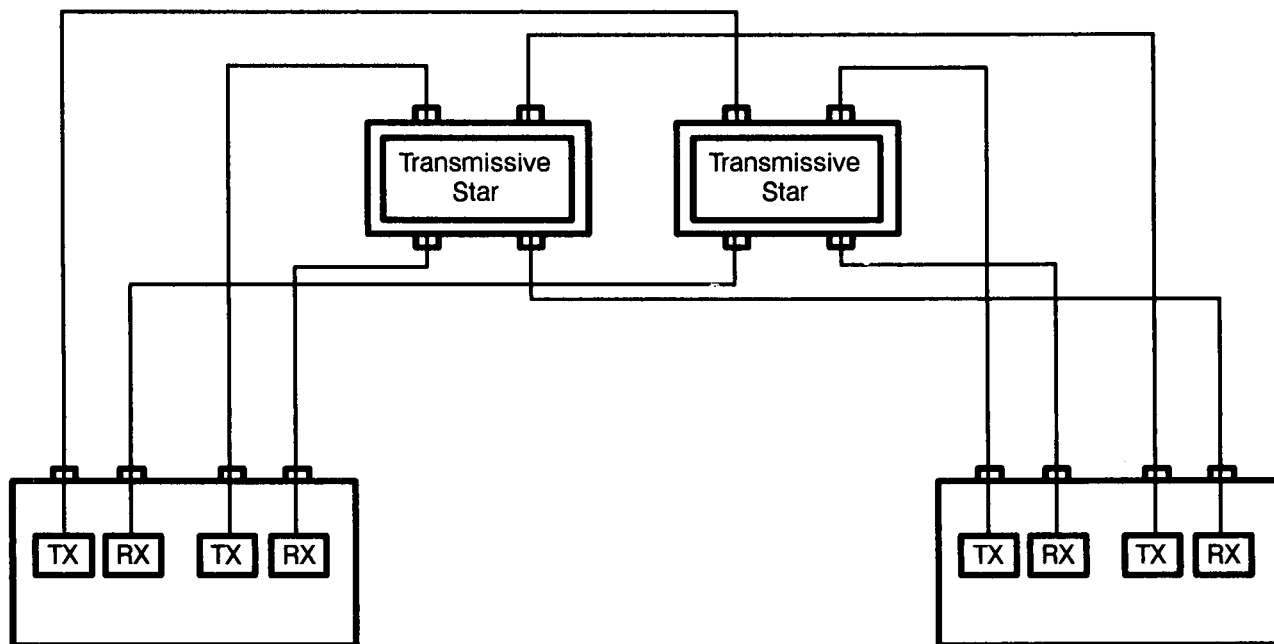 Transmissive
Star
Transmissive
Star
TX RX TX RX
TX RX TX RX